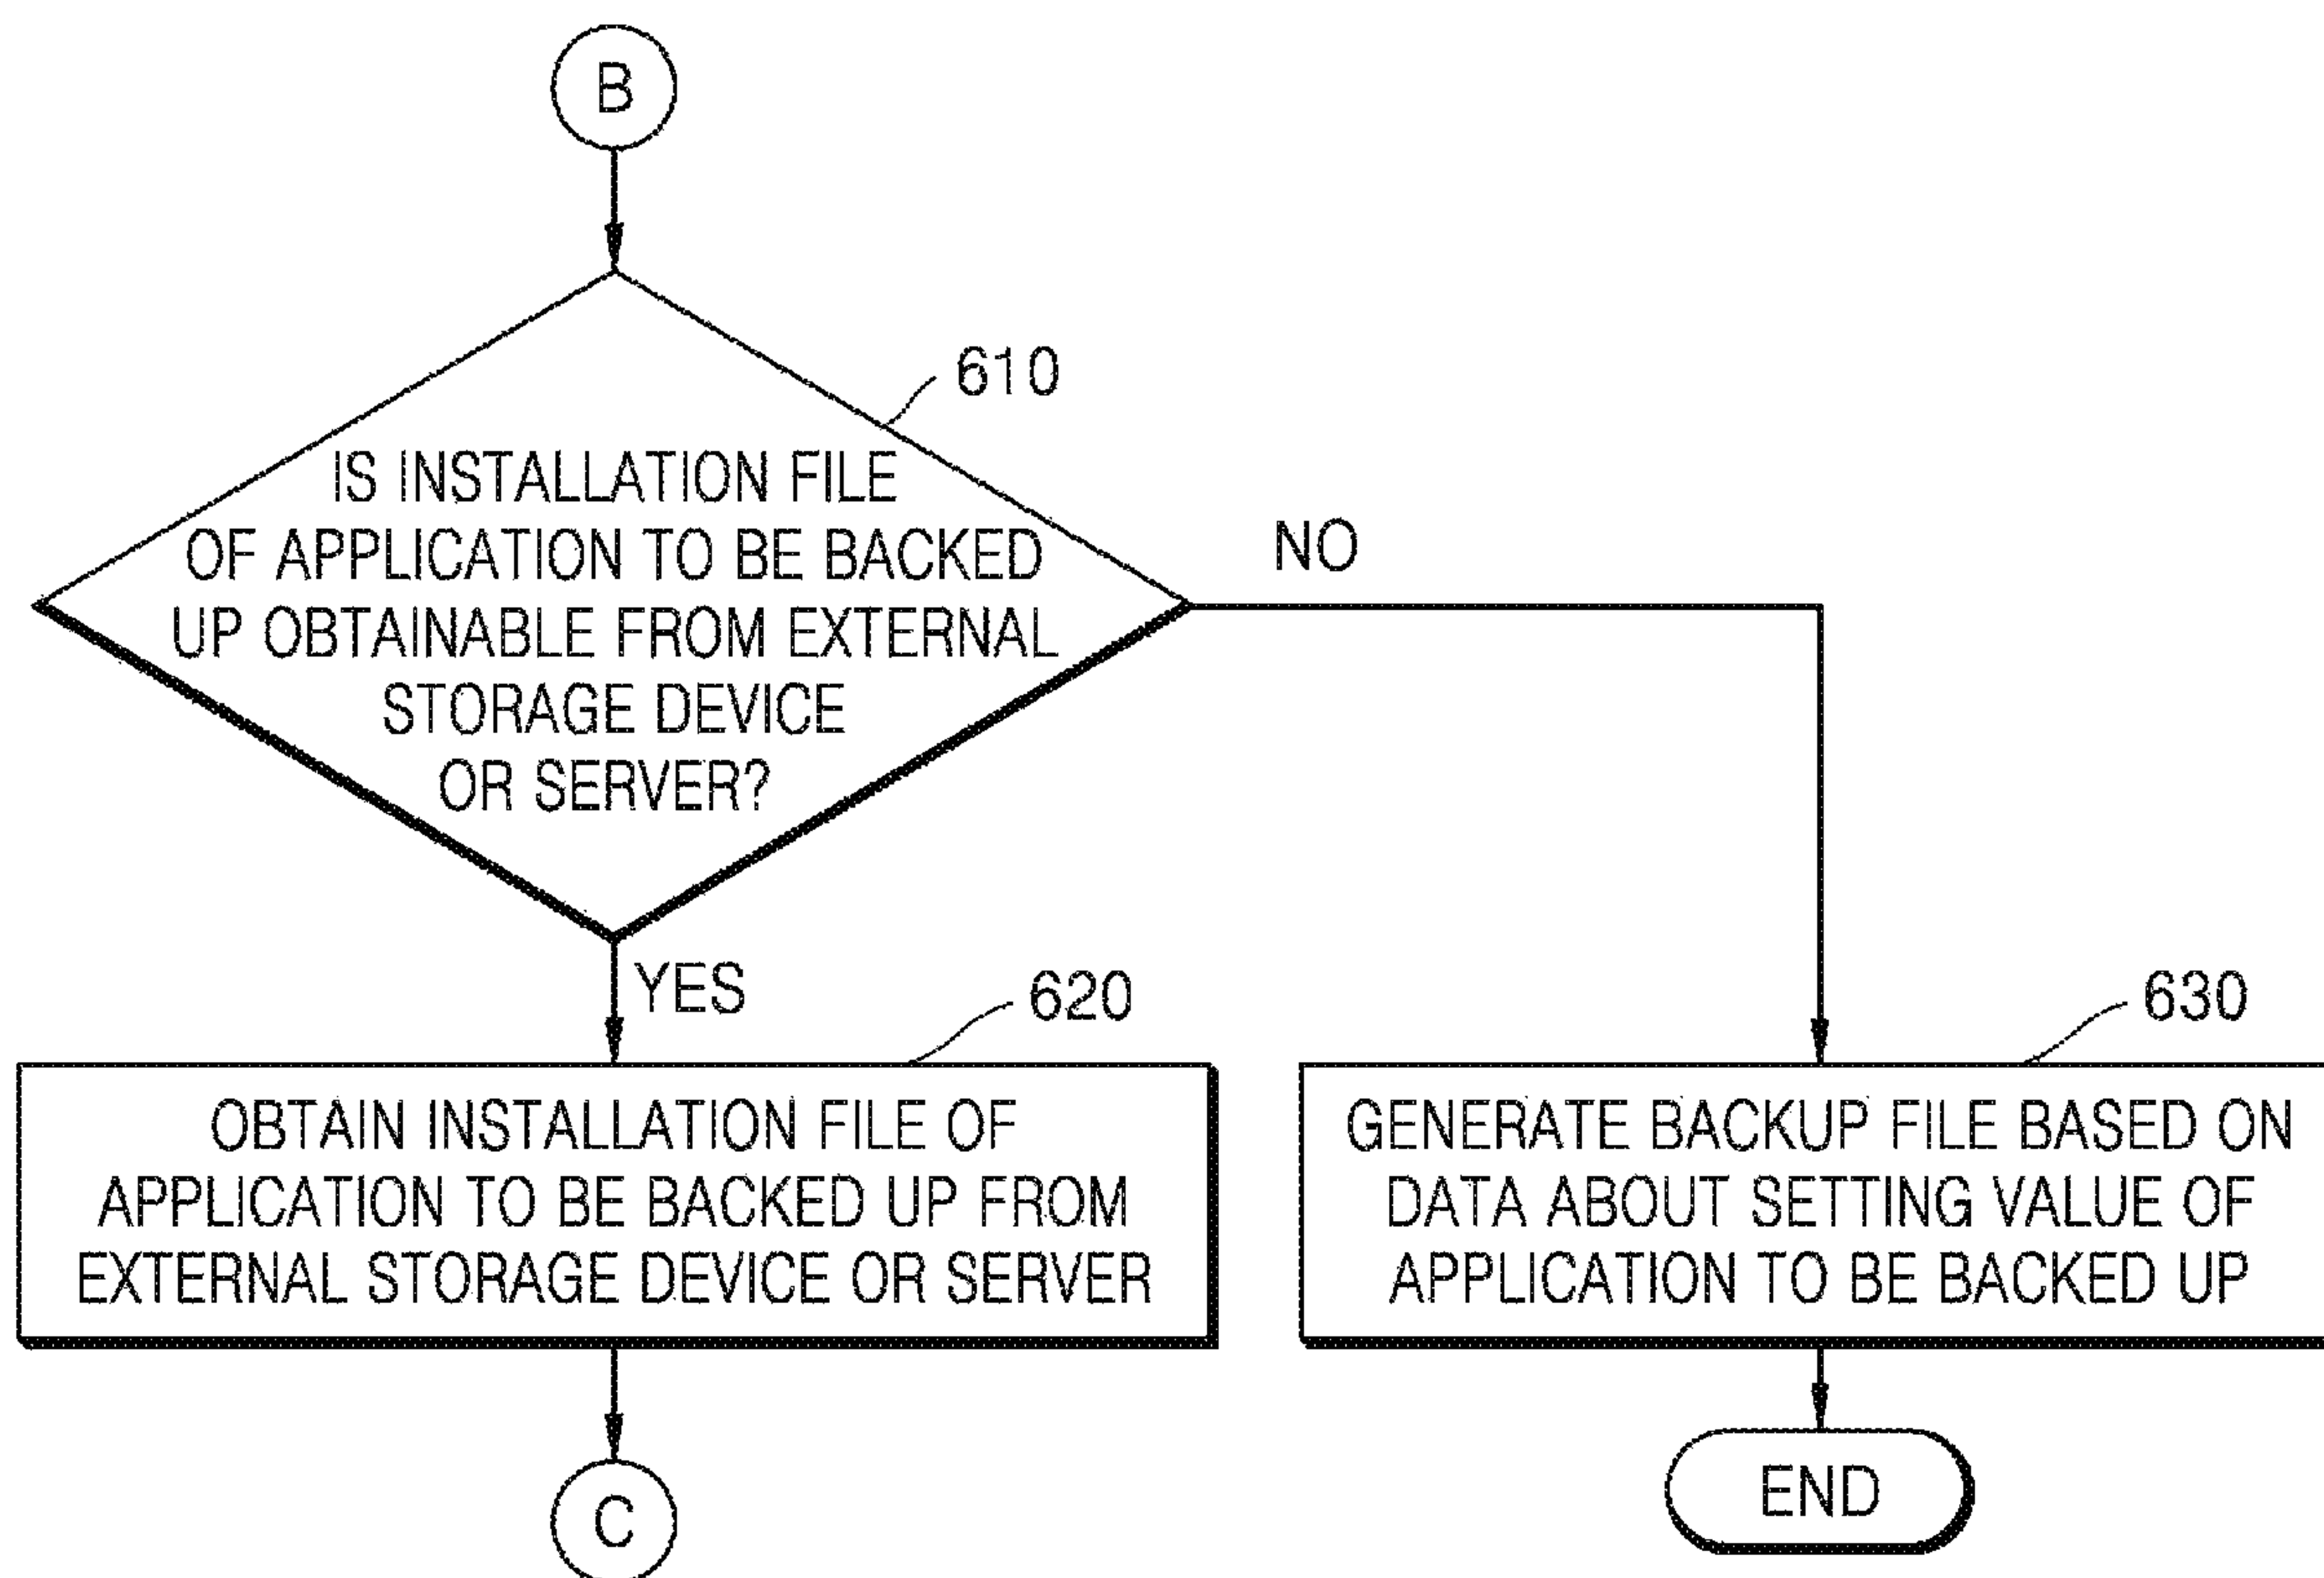 B
610
IS INSTALLATION FILE
OF APPLICATION TO BE BACKED
UP OBTAINABLE FROM EXTERNAL
STORAGE DEVICE
OR SERVER?
NO
YES
620
OBTAIN INSTALLATION FILE OF
APPLICATION TO BE BACKED UP FROM
EXTERNAL STORAGE DEVICE OR SERVER
630
GENERATE BACKUP FILE BASED ON
DATA ABOUT SETTING VALUE OF
APPLICATION TO BE BACKED UP
C
END